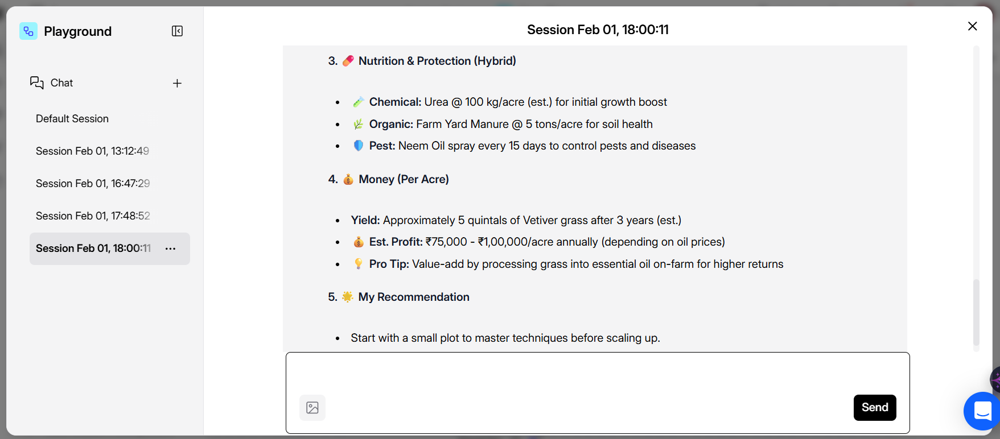 Playground
Chat
Default Session
Session Feb 01, 13:12:49
Session Feb 01, 16:47:29
Session Feb 01, 17:48:52
Session Feb 01, 18:00:11
Session Feb 01, 18:00:11
3. 💊 Nutrition & Protection (Hybrid)
• 🧪 Chemical: Urea @ 100 kg/acre (est.) for initial growth boost
• 🌿 Organic: Farm Yard Manure @ 5 tons/acre for soil health
• 🛡️ Pest: Neem Oil spray every 15 days to control pests and diseases
4. 💰 Money (Per Acre)
• Yield: Approximately 5 quintals of Vetiver grass after 3 years (est.)
• 💰 Est. Profit: ₹75,000 - ₹1,00,000/acre annually (depending on oil prices)
• 💡 Pro Tip: Value-add by processing grass into essential oil on-farm for higher returns
5. 🌟 My Recommendation
• Start with a small plot to master techniques before scaling up.
Send